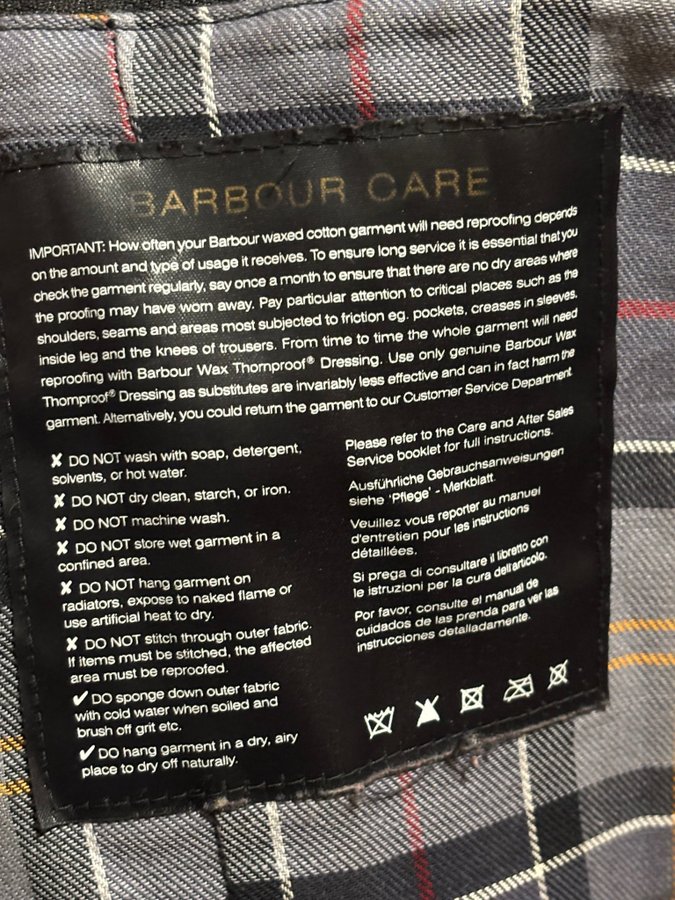 BARBOUR CARE
IMPORTANT: How often your Barbour waxed cotton garment will need reproofing depends
on the amount and type of usage it receives. To ensure long service it is essential that you
check the garment regularly, say once a month to ensure that there are no dry areas where
the proofing may have worn away. Pay particular attention to critical places such as the
shoulders, seams and areas most subjected to friction eg. pockets, creases in sleeves,
inside leg and the knees of trousers. From time to time the whole garment will need
reproofing with Barbour Wax Thornproof® Dressing. Use only genuine Barbour Wax
Thornproof® Dressing as substitutes are invariably less effective and can in fact harm the
garment. Alternatively, you could return the garment to our Customer Service Department.
✘ DO NOT wash with soap, detergent,
solvents, or hot water.
✘ DO NOT dry clean, starch, or iron.
✘ DO NOT machine wash.
✘ DO NOT store wet garment in a
confined area.
✘ DO NOT hang garment on
radiators, expose to naked flame or
use artificial heat to dry.
✘ DO NOT stitch through outer fabric.
If items must be stitched, the affected
area must be reproofed.
✔ DO sponge down outer fabric
with cold water when soiled and
brush off grit etc.
✔ DO hang garment in a dry, airy
place to dry off naturally.
Please refer to the Care and After Sales
Service booklet for full instructions.
Ausführliche Gebrauchsanweisungen
siehe 'Pflege' - Merkblatt.
Veuillez vous reporter au manuel
d'entretien pour les instructions
détaillées.
Si prega di consultare il libretto con
le istruzioni per la cura dell'articolo.
Por favor, consulte el manual de
cuidados de las prenda para ver las
instrucciones detalladamente.